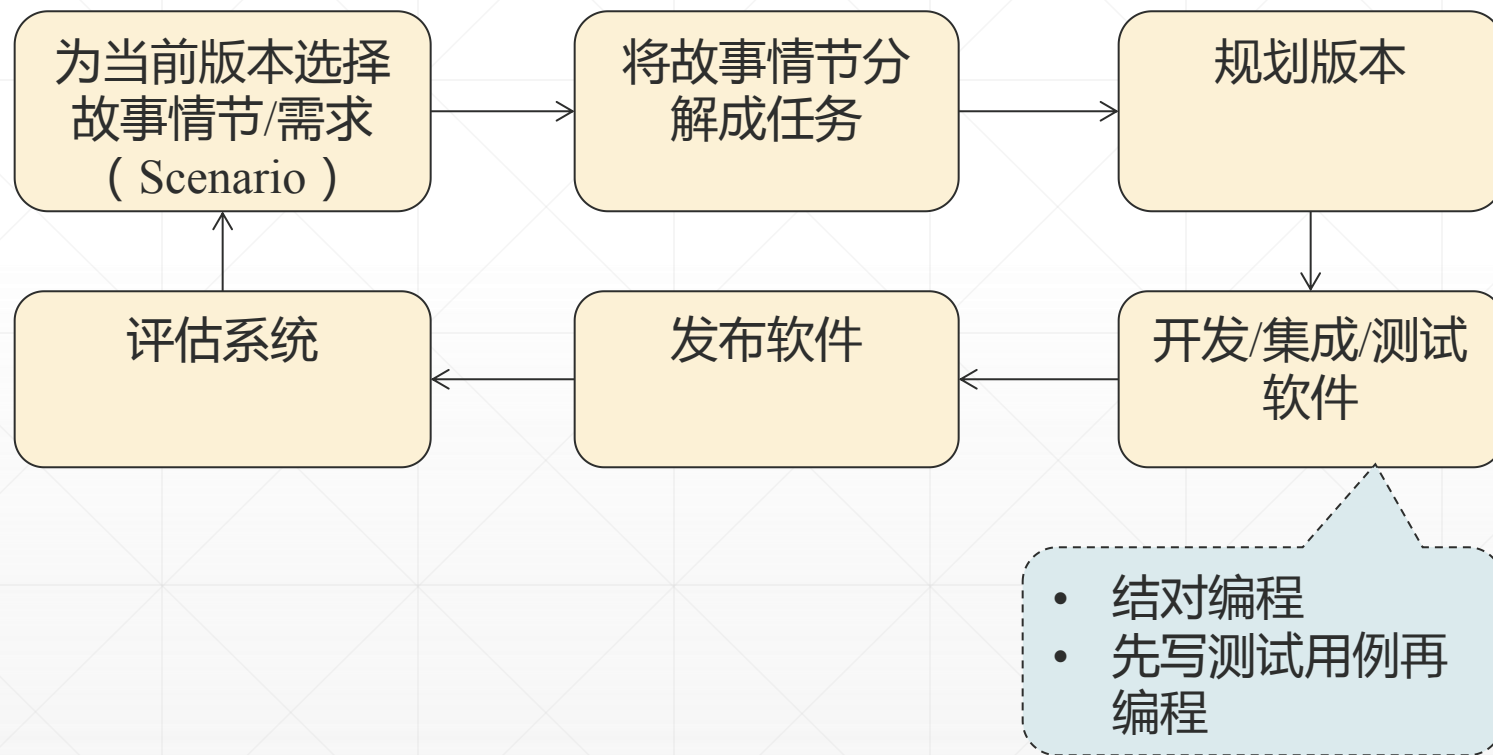 为当前版本选择
故事情节/需求
（Scenario）
将故事情节分
解成任务
规划版本
评估系统
发布软件
开发/集成/测试
软件
• 结对编程
• 先写测试用例再
编程